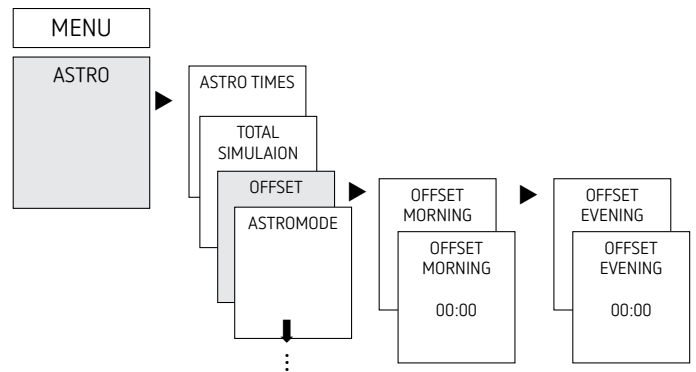 MENU
ASTRO
ASTRO TIMES
TOTAL
SIMULAION
OFFSET
ASTROMODE
OFFSET
MORNING
OFFSET
MORNING
00:00
OFFSET
EVENING
OFFSET
EVENING
00:00